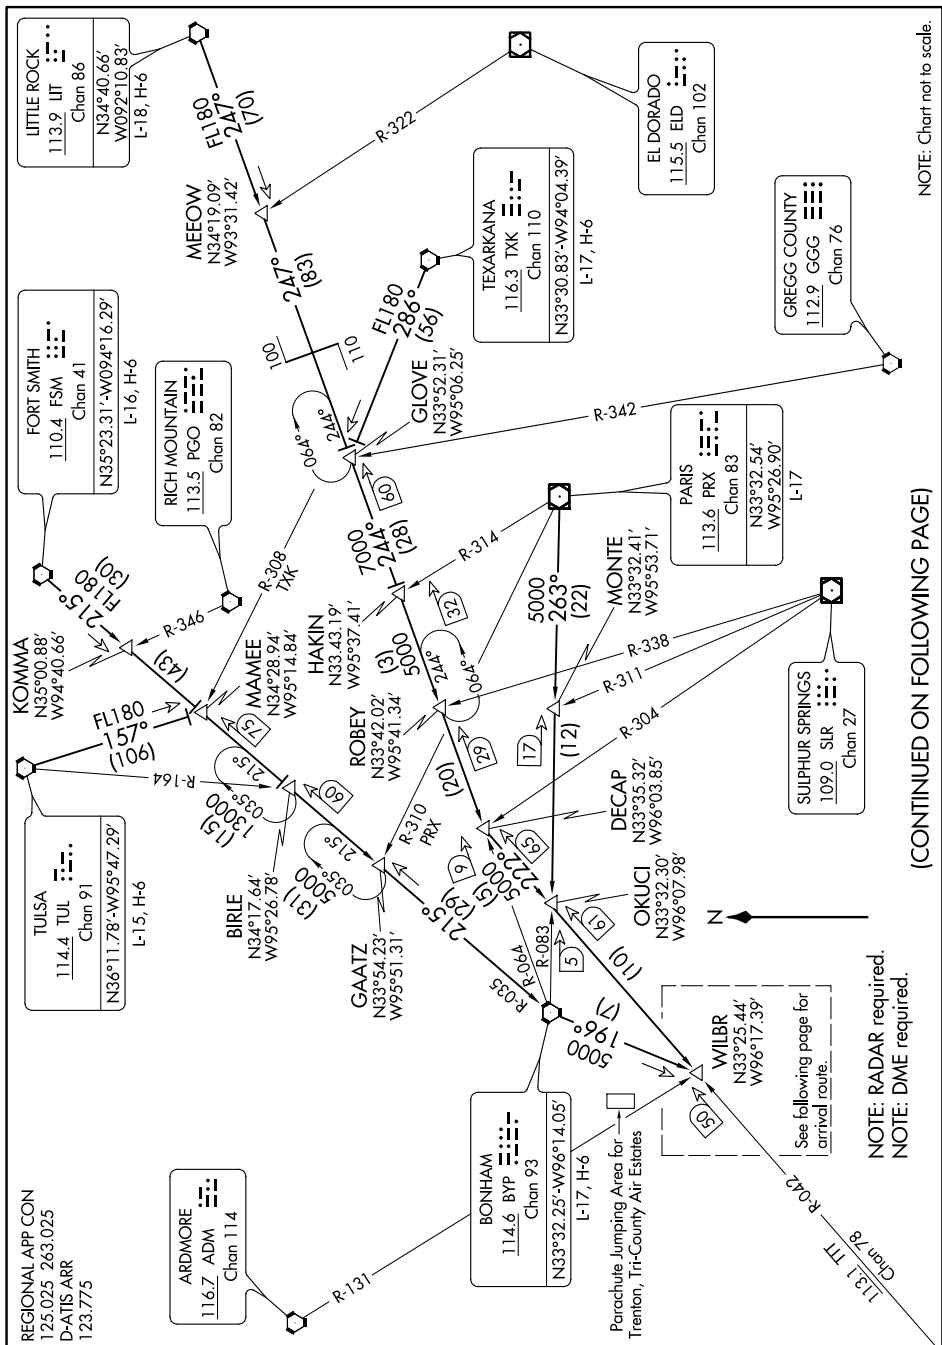 REGIONAL APP CON
125.025 263.025
D-ATIS ARR
123.775
TULSA
114.4 TUL
Chan 91
N36°11.78'-W95°47.29'
L-15, H-6
FORT SMITH
110.4 FSM
Chan 41
N35°23.31'-W094°16.29'
L-16, H-6
LITTLE ROCK
113.9 LIT
Chan 86
N34°40.66'
W092°10.83'
L-18, H-6
RICH MOUNTAIN
113.5 PGO
Chan 82
KOMMA
N35°00.88'
W94°40.66'
FL180
215°
(30)
R-346
(43)
FL180
157°
(106)
R-164
MAMEE
N34°28.94'
W95°14.84'
75
R-308
TXK
215°
035°
(15)
13000
BIRLE
N34°17.64'
W95°26.78'
60
215°
035°
(31)
5000
GAATZ
N33°54.23'
W95°51.31'
R-310
PRX
215°
(29)
R-035
MEEOW
N34°19.09'
W93°31.42'
FL180
247°
(70)
R-322
EL DORADO
115.5 ELD
Chan 102
247°
(83)
100
110
TEXARKANA
116.3 TXK
Chan 110
N33°30.83'-W94°04.39'
L-17, H-6
FL180
286°
(56)
GLOVE
N33°52.31'
W95°06.25'
244°
064°
60
R-342
GREGG COUNTY
112.9 GGG
Chan 76
7000
244°
(28)
HAKIN
N33.43.19'
W95°37.41'
R-314
32
(3)
5000
ROBEY
N33°42.02'
W95°41.34'
244°
064°
29
R-338
(20)
PARIS
113.6 PRX
Chan 83
N33°32.54'
W95°26.90'
L-17
5000
263°
(22)
MONTE
N33°32.41'
W95°53.71'
17
(12)
R-311
R-304
SULPHUR SPRINGS
109.0 SLR
Chan 27
DECAP
N33°35.32'
W96°03.85'
9
65
5000
222°
(5)
R-064
R-083
5
OKUCI
N33°32.30'
W96°07.98'
61
(10)
BONHAM
114.6 BYP
Chan 93
N33°32.25'-W96°14.05'
L-17, H-6
5000
196°
(7)
WILBR
N33°25.44'
W96°17.39'
50
See following page for
arrival route.
ARDMORE
116.7 ADM
Chan 114
R-131
Parachute Jumping Area for
Trenton, Tri-County Air Estates
R-042
113.1 TTT
Chan 78
N
NOTE: RADAR required.
NOTE: DME required.
(CONTINUED ON FOLLOWING PAGE)
NOTE: Chart not to scale.